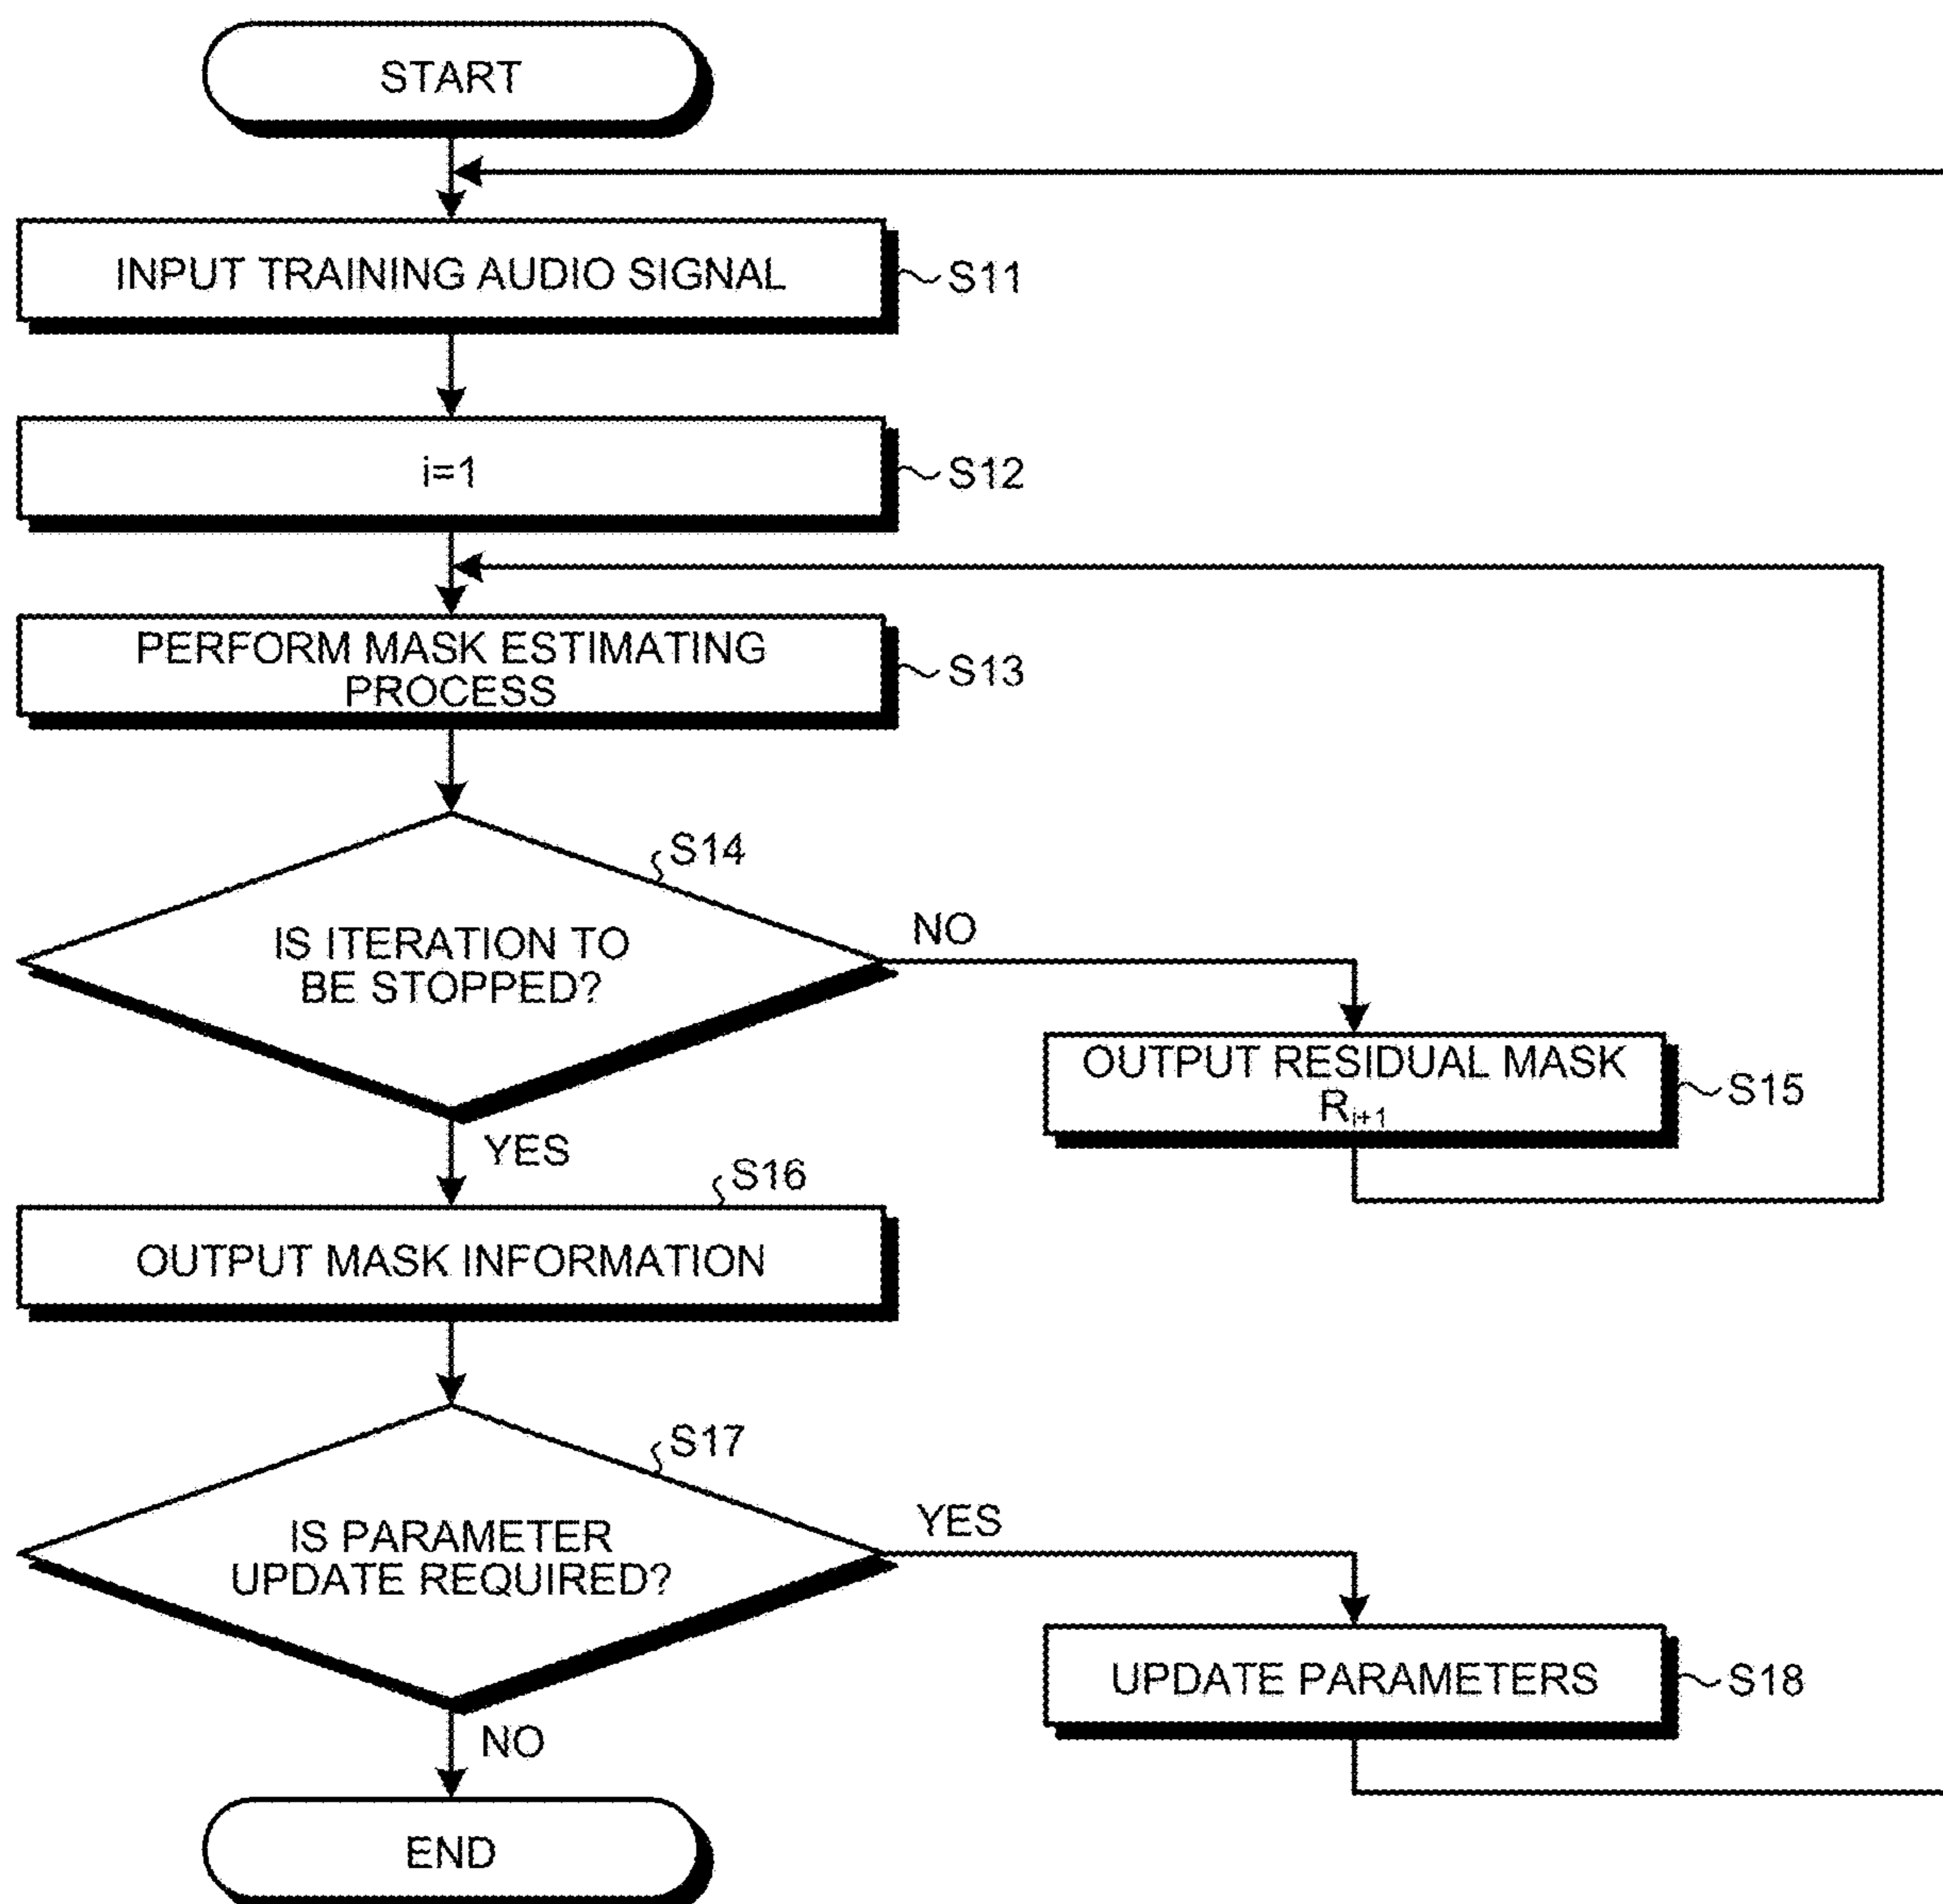 START
INPUT TRAINING AUDIO SIGNAL
S11
i=1
S12
PERFORM MASK ESTIMATING
PROCESS
S13
S14
IS ITERATION TO
BE STOPPED?
NO
OUTPUT RESIDUAL MASK
Ri+1
S15
YES
S16
OUTPUT MASK INFORMATION
S17
IS PARAMETER
UPDATE REQUIRED?
YES
UPDATE PARAMETERS
S18
NO
END